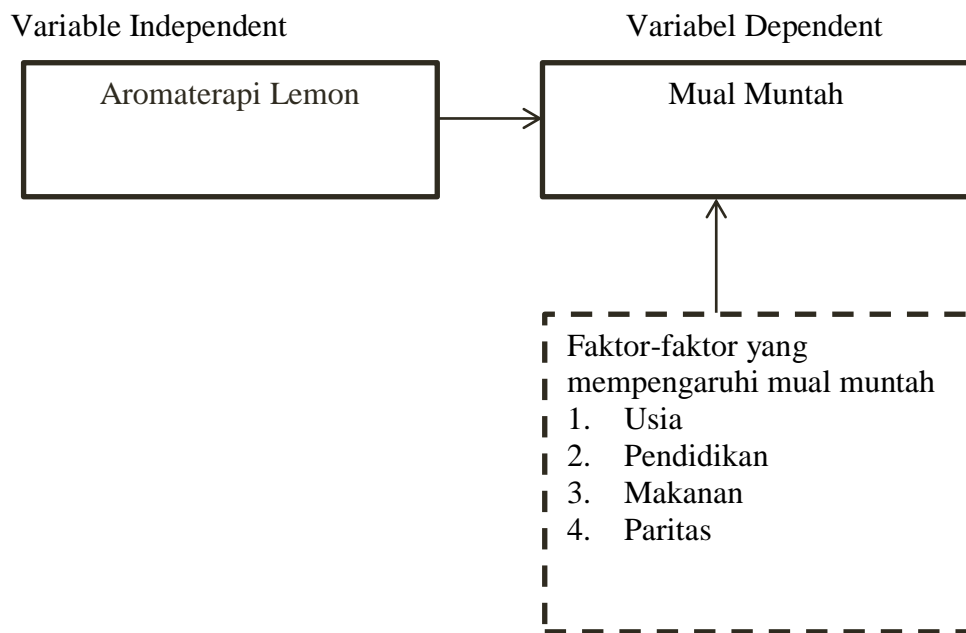 Variable Independent
Variabel Dependent
Aromaterapi Lemon
Mual Muntah
Faktor-faktor yang
mempengaruhi mual muntah
1. Usia
2. Pendidikan
3. Makanan
4. Paritas